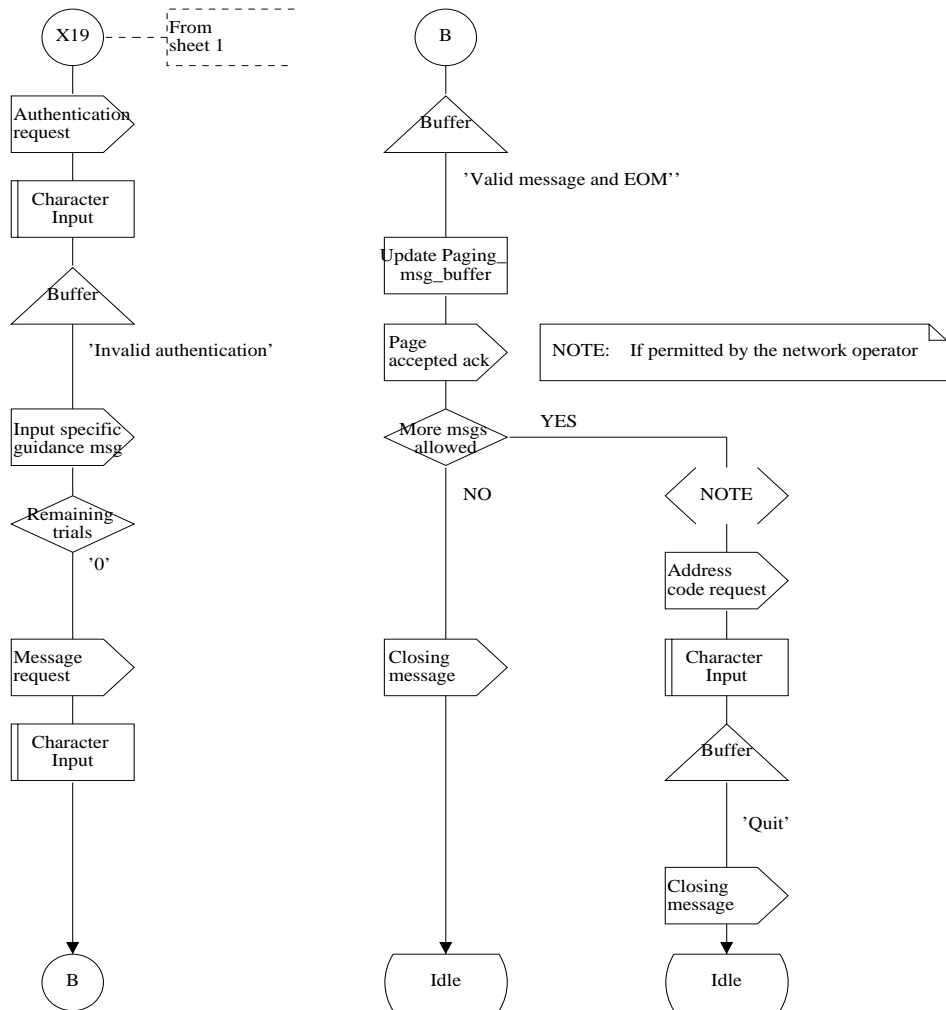 X19
From
sheet 1
Authentication
request
Character
Input
Buffer
’Invalid authentication’
Input specific
guidance msg
Remaining
trials
’0’
Message
request
Character
Input
B
B
Buffer
’Valid message and EOM’’
Update Paging_
msg_buffer
Page
accepted ack
NOTE: If permitted by the network operator
More msgs
allowed
YES
NO
Closing
message
Idle
NOTE
Address
code request
Character
Input
Buffer
’Quit’
Closing
message
Idle